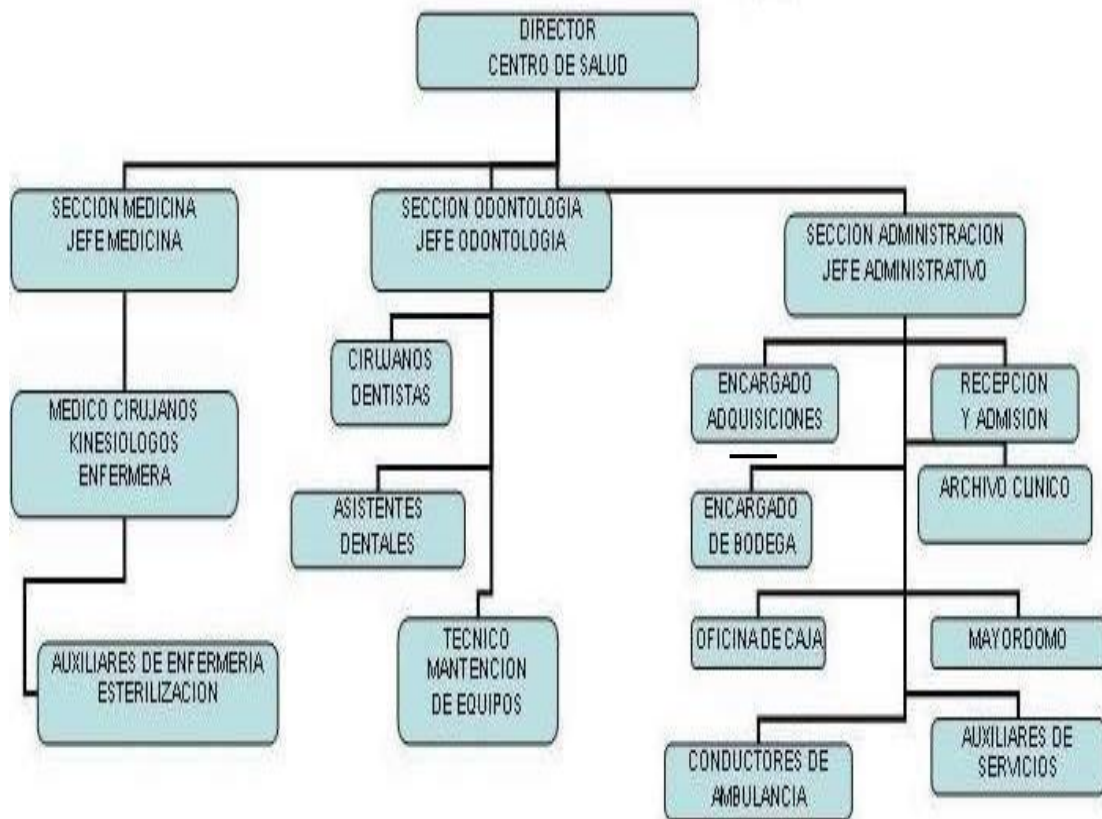 DIRECTOR
CENTRO DE SALUD
SECCION MEDICINA
JEFE MEDICINA
SECCION ODONTOLOGIA
JEFE ODONTOLOGIA
SECCION ADMINISTRACION
JEFE ADMINISTRATIVO
MEDICO CIRUJANOS
KINESIOLOGOS
ENFERMERA
AUXILIARES DE ENFERMERIA
ESTERILIZACION
CIRUJANOS
DENTISTAS
ASISTENTES
DENTALES
TECNICO
MANTENCION
DE EQUIPOS
ENCARGADO
ADQUISICIONES
RECEPCION
Y ADMISION
ENCARGADO
DE BODEGA
ARCHIVO CLINICO
OFICINA DE CAJA
MAYORDOMO
CONDUCTORES DE
AMBULANCIA
AUXILIARES DE
SERVICIOS